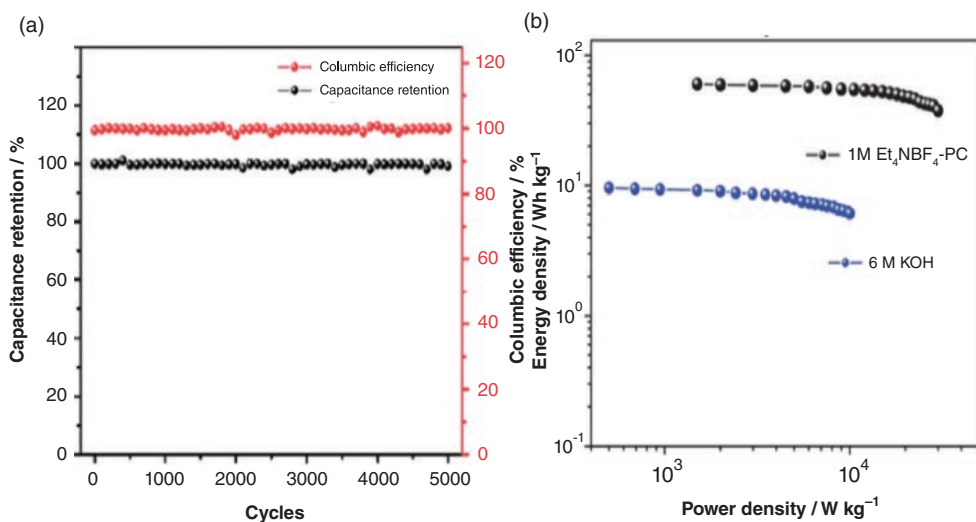 (a)
Capacitance retention / %
120
100
80
60
40
20
0
Columbic efficiency
Capacitance retention
120
100
80
60
40
20
0
Columbic efficiency / %
0 1000 2000 3000 4000 5000
Cycles
(b)
Energy density / Wh kg⁻¹
10²
10¹
10⁰
10⁻¹
1M Et₄NBF₄-PC
6 M KOH
10³ 10⁴
Power density / W kg⁻¹